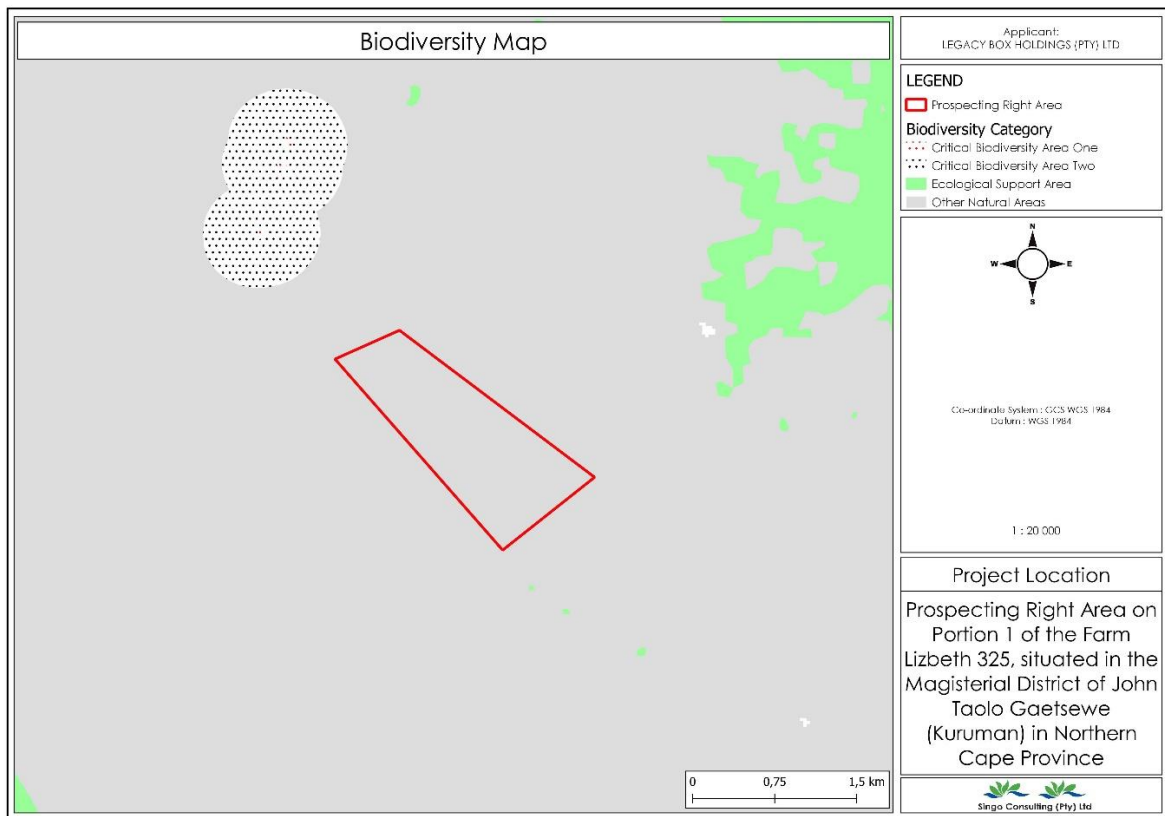 Biodiversity Map
Applicant:
LEGACY BOX HOLDINGS (PTY) LTD
LEGEND
Prospecting Right Area
Biodiversity Category
Critical Biodiversity Area One
Critical Biodiversity Area Two
Ecological Support Area
Other Natural Areas
N
W E
S
Co-ordinate System : GCS WGS 1984
Datum : WGS 1984
1 : 20 000
Project Location
Prospecting Right Area on
Portion 1 of the Farm
Lizbeth 325, situated in the
Magisterial District of John
Taolo Gaetsewe
(Kuruman) in Northern
Cape Province
0 0,75 1,5 km
Singo Consulting (Pty) Ltd